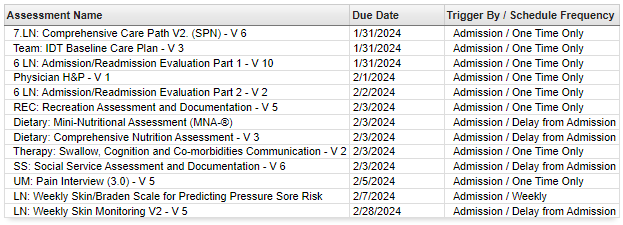 Assessment Name Due Date Trigger By / Schedule Frequency
7.LN: Comprehensive Care Path V2. (SPN) - V 6 1/31/2024 Admission / One Time Only
Team: IDT Baseline Care Plan - V 3 1/31/2024 Admission / One Time Only
6 LN: Admission/Readmission Evaluation Part 1 - V 10 1/31/2024 Admission / One Time Only
Physician H&P - V 1 2/1/2024 Admission / One Time Only
6 LN: Admission/Readmission Evaluation Part 2 - V 2 2/2/2024 Admission / One Time Only
REC: Recreation Assessment and Documentation - V 5 2/3/2024 Admission / One Time Only
Dietary: Mini-Nutritional Assessment (MNA-®) 2/3/2024 Admission / Delay from Admission
Dietary: Comprehensive Nutrition Assessment - V 3 2/3/2024 Admission / Delay from Admission
Therapy: Swallow, Cognition and Co-morbidities Communication - V 2 2/3/2024 Admission / One Time Only
SS: Social Service Assessment and Documentation - V 6 2/3/2024 Admission / Delay from Admission
UM: Pain Interview (3.0) - V 5 2/5/2024 Admission / One Time Only
LN: Weekly Skin/Braden Scale for Predicting Pressure Sore Risk 2/7/2024 Admission / Weekly
LN: Weekly Skin Monitoring V2 - V 5 2/28/2024 Admission / Delay from Admission